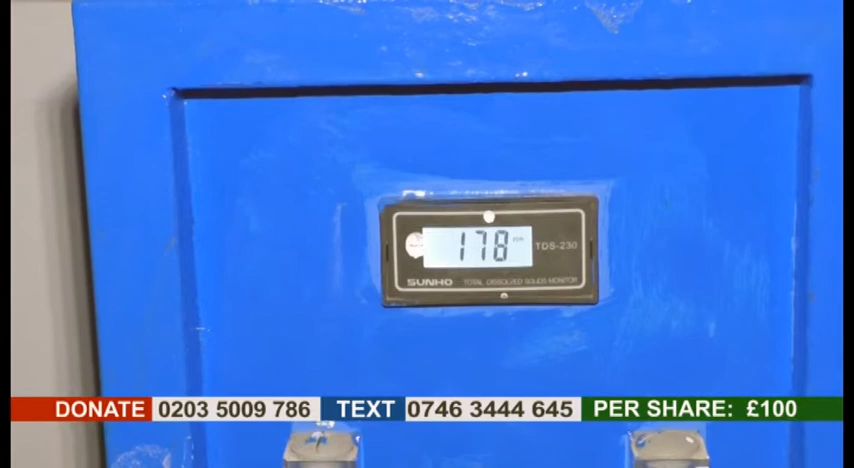 178 ppm
TDS-230
SUNHO TOTAL DISSOLVED SOLIDS MONITOR
DONATE 0203 5009 786 TEXT 0746 3444 645 PER SHARE: £100